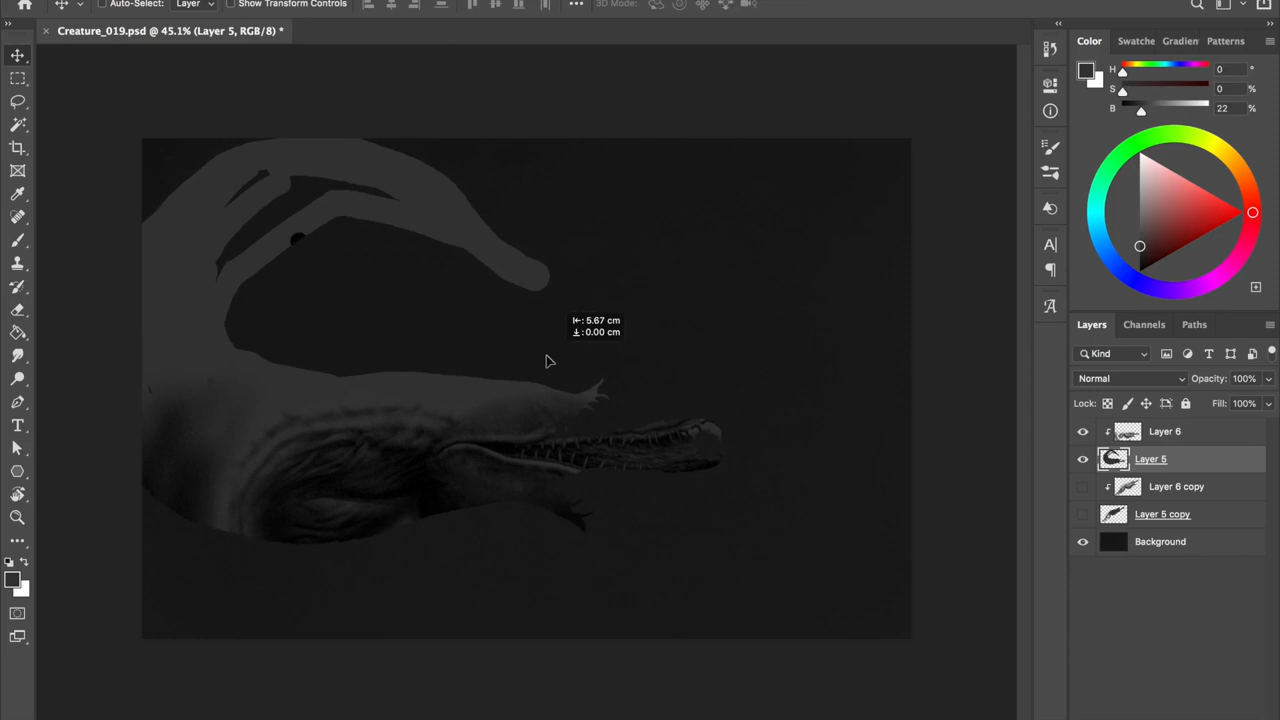 Auto-Select: Layer Show Transform Controls 3D Mode:
Creature_019.psd @ 45.1% (Layer 5, RGB/8) *
Color Swatche Gradien Patterns
H 0 °
S 0 %
B 22 %
: 5.67 cm
: 0.00 cm
Layers Channels Paths
Kind
Normal Opacity: 100%
Lock: Fill: 100%
Layer 6
Layer 5
Layer 6 copy
Layer 5 copy
Background